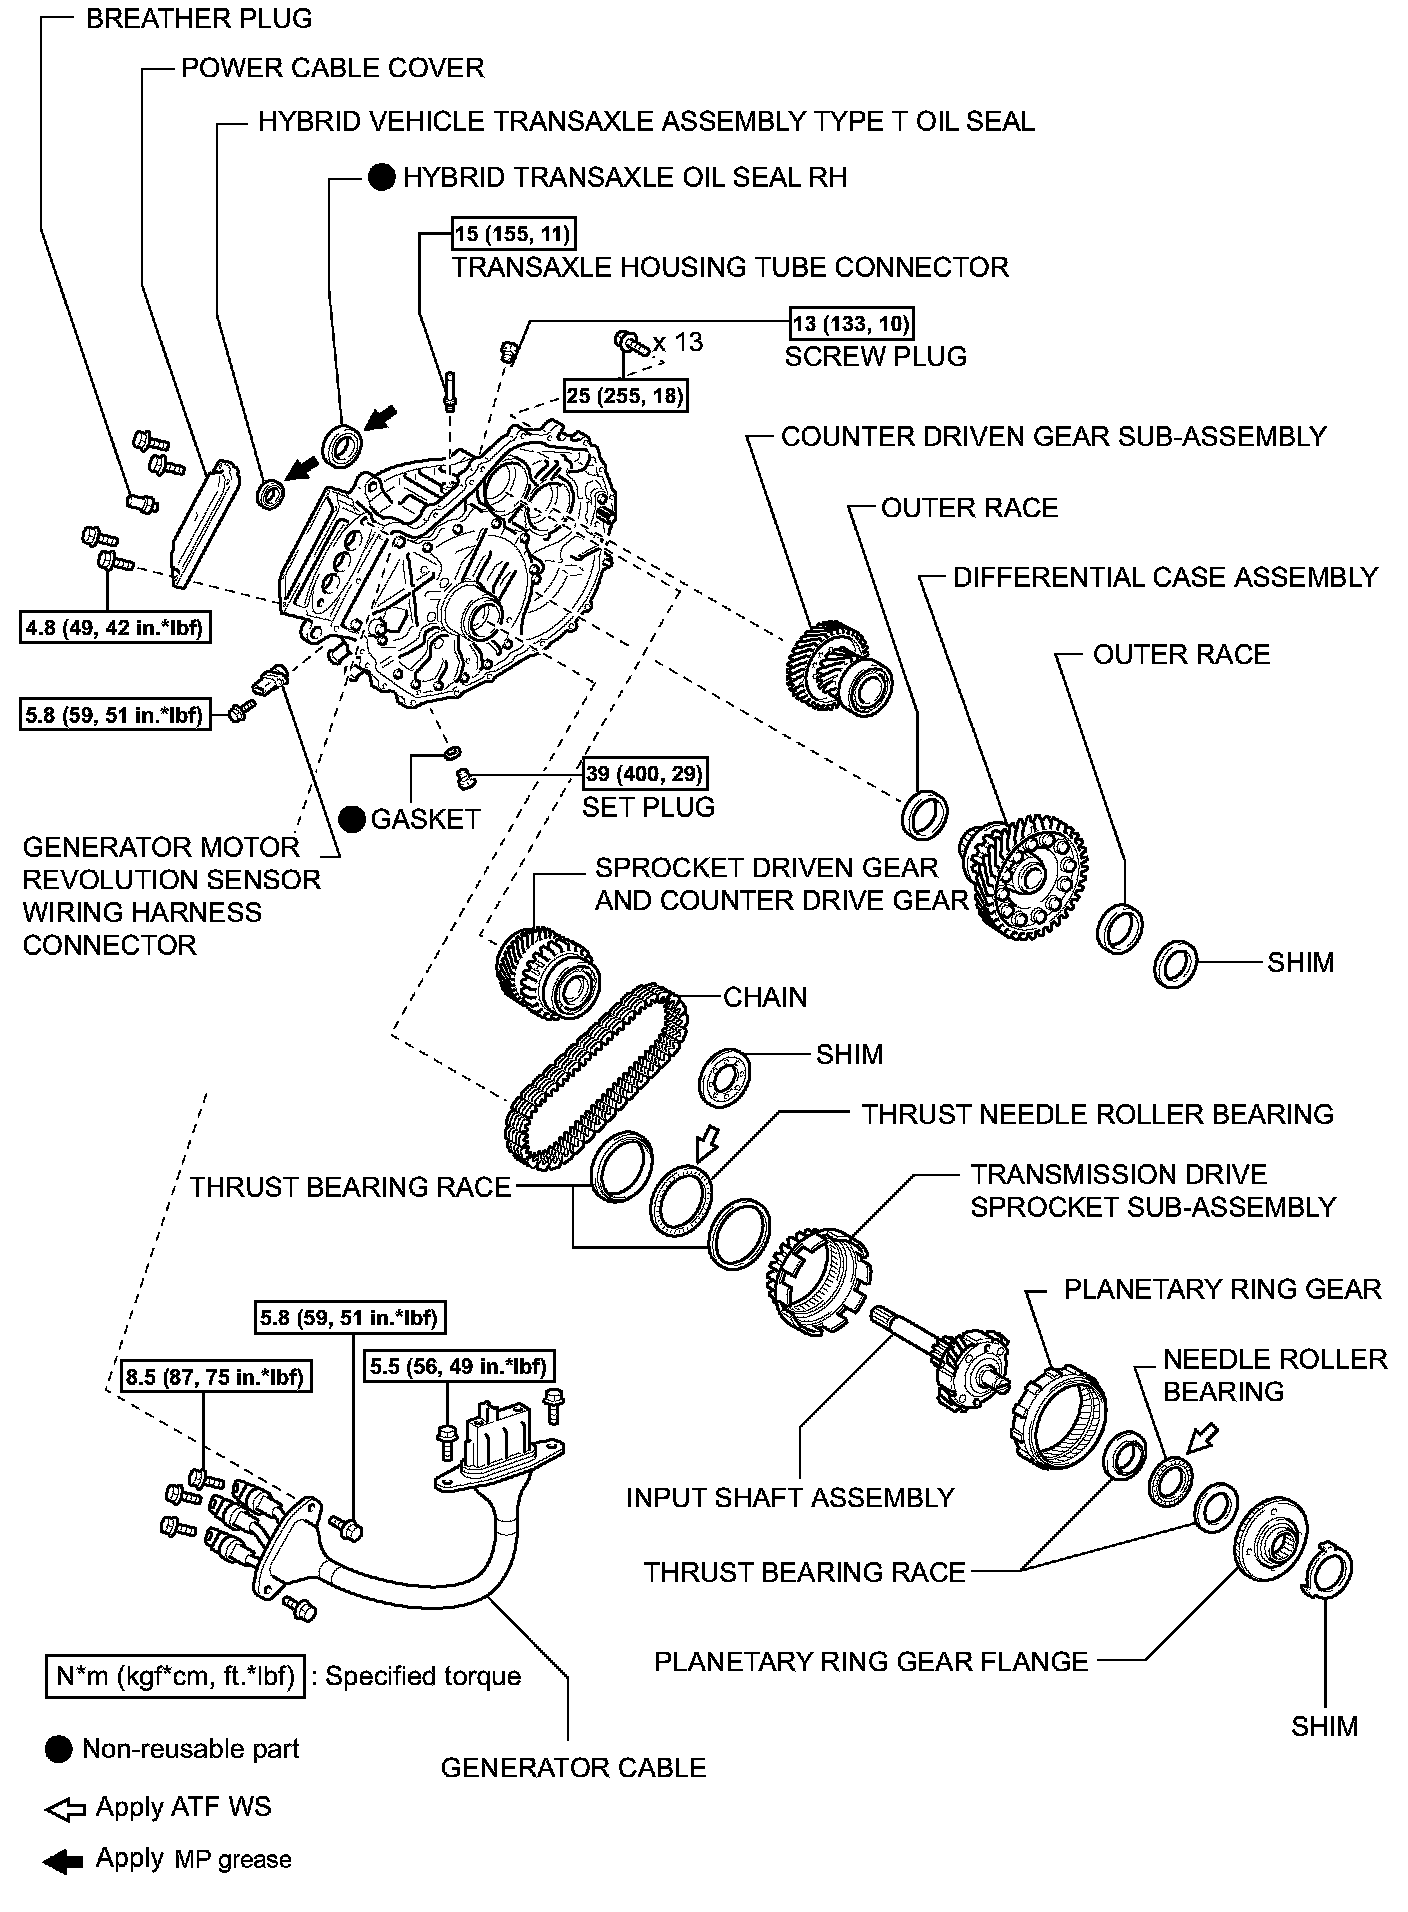 BREATHER PLUG
POWER CABLE COVER
HYBRID VEHICLE TRANSAXLE ASSEMBLY TYPE T OIL SEAL
HYBRID TRANSAXLE OIL SEAL RH
15 (155, 11)
TRANSAXLE HOUSING TUBE CONNECTOR
13 (133, 10)
SCREW PLUG
x 13
25 (255, 18)
COUNTER DRIVEN GEAR SUB-ASSEMBLY
OUTER RACE
DIFFERENTIAL CASE ASSEMBLY
4.8 (49, 42 in.*lbf)
OUTER RACE
5.8 (59, 51 in.*lbf)
39 (400, 29)
SET PLUG
GASKET
GENERATOR MOTOR
REVOLUTION SENSOR
WIRING HARNESS
CONNECTOR
SPROCKET DRIVEN GEAR
AND COUNTER DRIVE GEAR
SHIM
CHAIN
SHIM
THRUST NEEDLE ROLLER BEARING
THRUST BEARING RACE
TRANSMISSION DRIVE
SPROCKET SUB-ASSEMBLY
PLANETARY RING GEAR
5.8 (59, 51 in.*lbf)
5.5 (56, 49 in.*lbf)
8.5 (87, 75 in.*lbf)
NEEDLE ROLLER
BEARING
INPUT SHAFT ASSEMBLY
THRUST BEARING RACE
PLANETARY RING GEAR FLANGE
SHIM
N*m (kgf*cm, ft.*lbf) : Specified torque
Non-reusable part
GENERATOR CABLE
Apply ATF WS
Apply MP grease